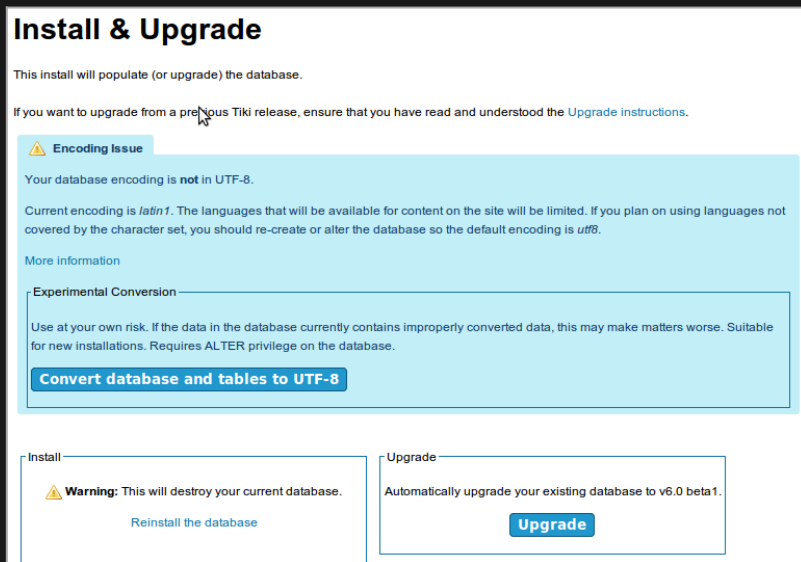 Install & Upgrade
This install will populate (or upgrade) the database.
If you want to upgrade from a previous Tiki release, ensure that you have read and understood the Upgrade instructions.
Encoding Issue
Your database encoding is not in UTF-8.
Current encoding is latin1. The languages that will be available for content on the site will be limited. If you plan on using languages not
covered by the character set, you should re-create or alter the database so the default encoding is utf8.
More information
Experimental Conversion
Use at your own risk. If the data in the database currently contains improperly converted data, this may make matters worse. Suitable
for new installations. Requires ALTER privilege on the database.
Convert database and tables to UTF-8
Install
Warning: This will destroy your current database.
Reinstall the database
Upgrade
Automatically upgrade your existing database to v6.0 beta1.
Upgrade